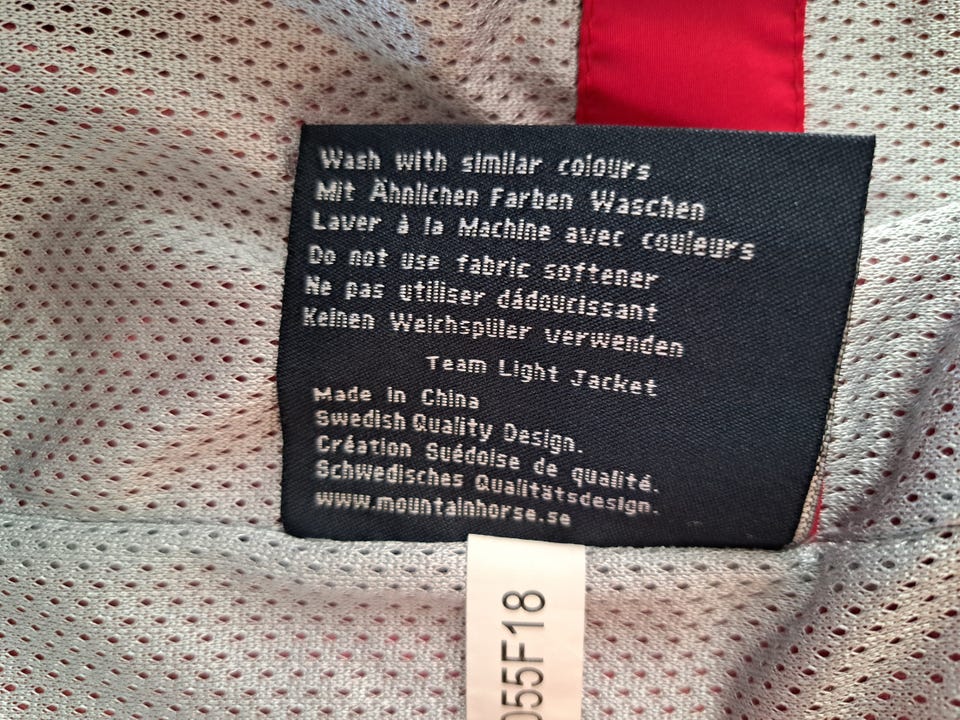 Wash with similar colours
Mit Ähnlichen Farben Waschen
Laver à la Machine avec couleurs
Do not use fabric softener
Ne pas utiliser dádoucissant
Keinen Weichspüler verwenden
Team Light Jacket
Made in China
Swedish Quality Design.
Création Suédoise de qualité.
Schwedisches Qualitätsdesign.
www.mountainhorse.se
055F18